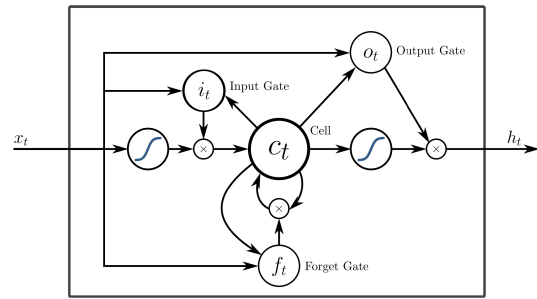 o_t Output Gate
i_t Input Gate
x_t
Cell
h_t
×
c_t
×
×
f_t Forget Gate